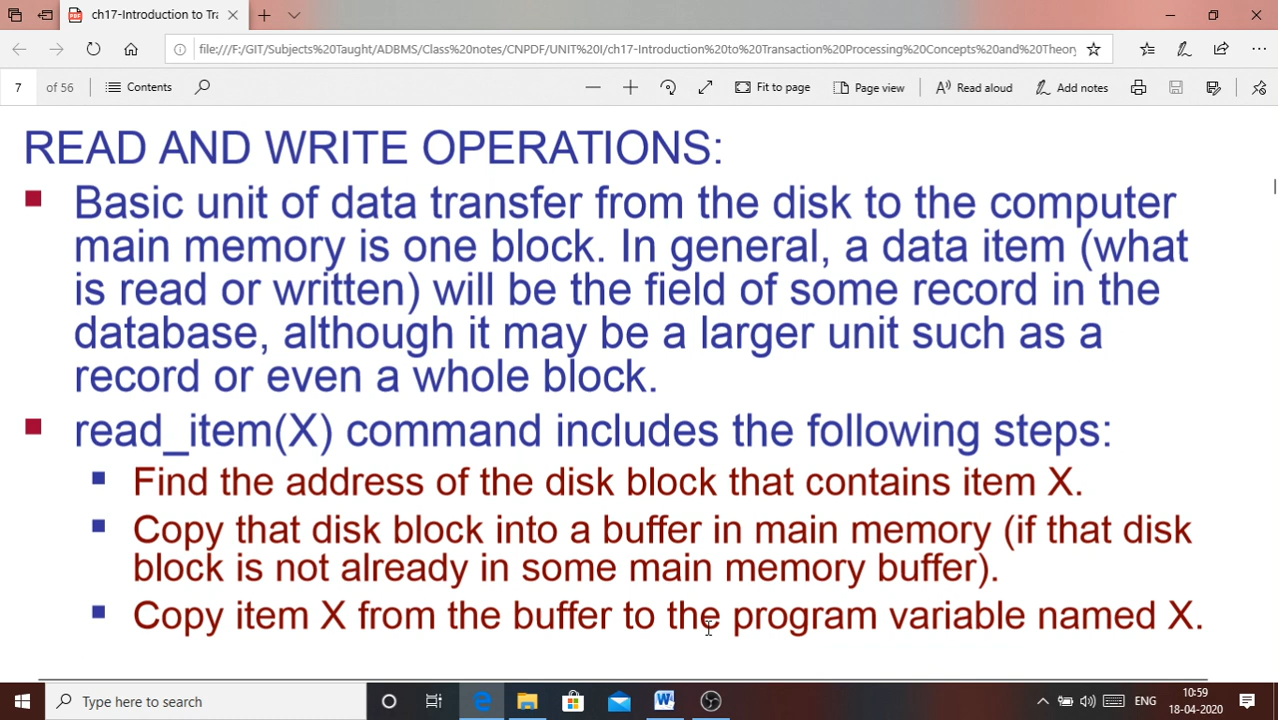 ch17-Introduction to Tra
file:///F:/GIT/Subjects%20Taught/ADBMS/Class%20notes/CNPDF/UNIT%20I/ch17-Introduction%20to%20Transaction%20Processing%20Concepts%20and%20Theory
7 of 56 Contents Fit to page Page view Read aloud Add notes
READ AND WRITE OPERATIONS:
Basic unit of data transfer from the disk to the computer
main memory is one block. In general, a data item (what
is read or written) will be the field of some record in the
database, although it may be a larger unit such as a
record or even a whole block.
read_item(X) command includes the following steps:
Find the address of the disk block that contains item X.
Copy that disk block into a buffer in main memory (if that disk
block is not already in some main memory buffer).
Copy item X from the buffer to the program variable named X.
Type here to search
ENG
10:59
18-04-2020